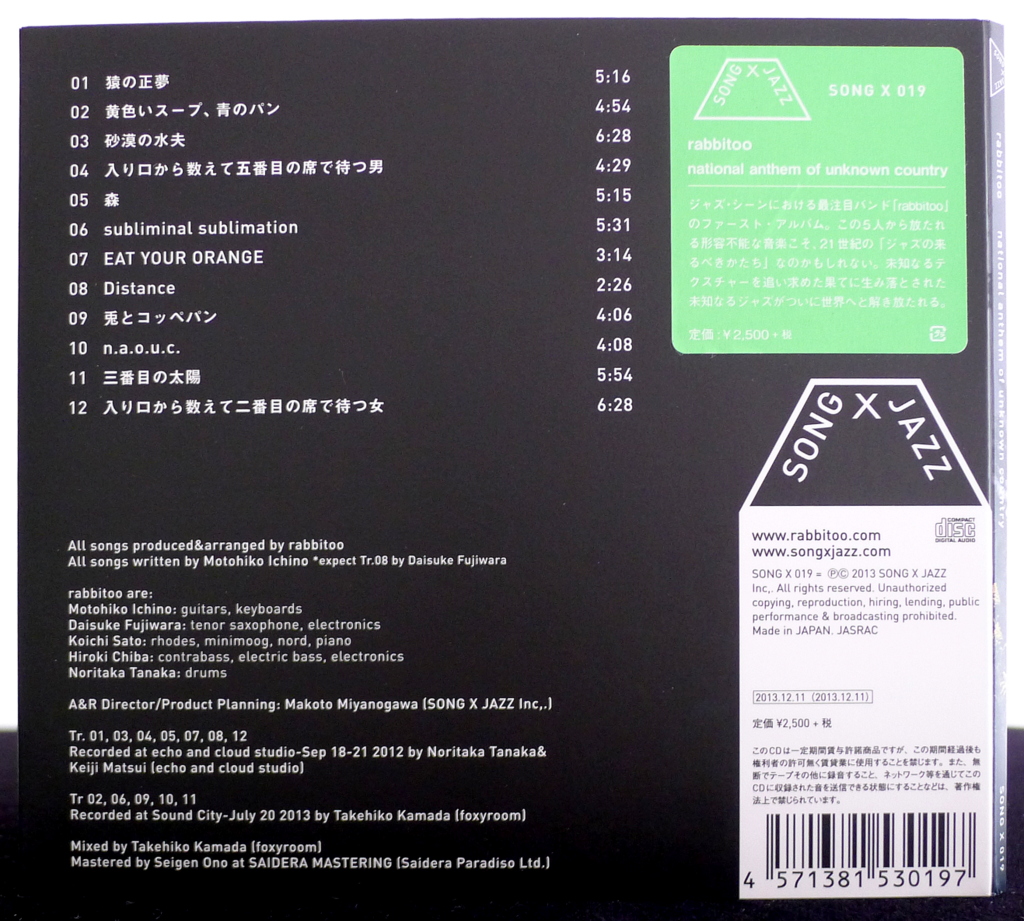 01 猿の正夢 5:16
02 黄色いスープ、青のパン 4:54
03 砂漠の水夫 6:28
04 入り口から数えて五番目の席で待つ男 4:29
05 森 5:15
06 subliminal sublimation 5:31
07 EAT YOUR ORANGE 3:14
08 Distance 2:26
09 兎とコッペパン 4:06
10 n.a.o.u.c. 4:08
11 三番目の太陽 5:54
12 入り口から数えて二番目の席で待つ女 6:28
All songs produced&arranged by rabbitoo
All songs written by Motohiko Ichino *expect Tr.08 by Daisuke Fujiwara
rabbitoo are:
Motohiko Ichino: guitars, keyboards
Daisuke Fujiwara: tenor saxophone, electronics
Koichi Sato: rhodes, minimoog, nord, piano
Hiroki Chiba: contrabass, electric bass, electronics
Noritaka Tanaka: drums
A&R Director/Product Planning: Makoto Miyanogawa (SONG X JAZZ Inc,.)
Tr. 01, 03, 04, 05, 07, 08, 12
Recorded at echo and cloud studio-Sep 18-21 2012 by Noritaka Tanaka&
Keiji Matsui (echo and cloud studio)
Tr 02, 06, 09, 10, 11
Recorded at Sound City-July 20 2013 by Takehiko Kamada (foxyroom)
Mixed by Takehiko Kamada (foxyroom)
Mastered by Seigen Ono at SAIDERA MASTERING (Saidera Paradiso Ltd.)
SONG X JAZZ
SONG X 019
rabbitoo
national anthem of unknown country
ジャズ・シーンにおける最注目バンド「rabbitoo」
のファースト・アルバム。この5人から放たれ
る形容不能な音楽こそ、21世紀の「ジャズの来
るべきかたち」なのかもしれない。未知なるテ
クスチャーを追い求めた果てに生み落とされた
未知なるジャズがついに世界へと解き放たれる。
定価:¥2,500+税
SONG X JAZZ
www.rabbitoo.com
www.songxjazz.com
COMPACT
disc
DIGITAL AUDIO
SONG X 019 = ℗© 2013 SONG X JAZZ
Inc,. All rights reserved. Unauthorized
copying, reproduction, hiring, lending, public
performance & broadcasting prohibited.
Made in JAPAN. JASRAC
2013.12.11 (2013.12.11)
定価 ¥2,500 + 税
このCDは一定期間貸与許諾商品ですが、この期間経過後も
権利者の許可無く賃貸業に使用することを禁じます。また、無
断でテープその他に録音すること、ネットワーク等を通じてこの
CDに収録された音を送信できる状態にすることなどは、著作権
法上で禁じられています。
4 571381 530197
rabbitoo national anthem of unknown country
SONG X 019